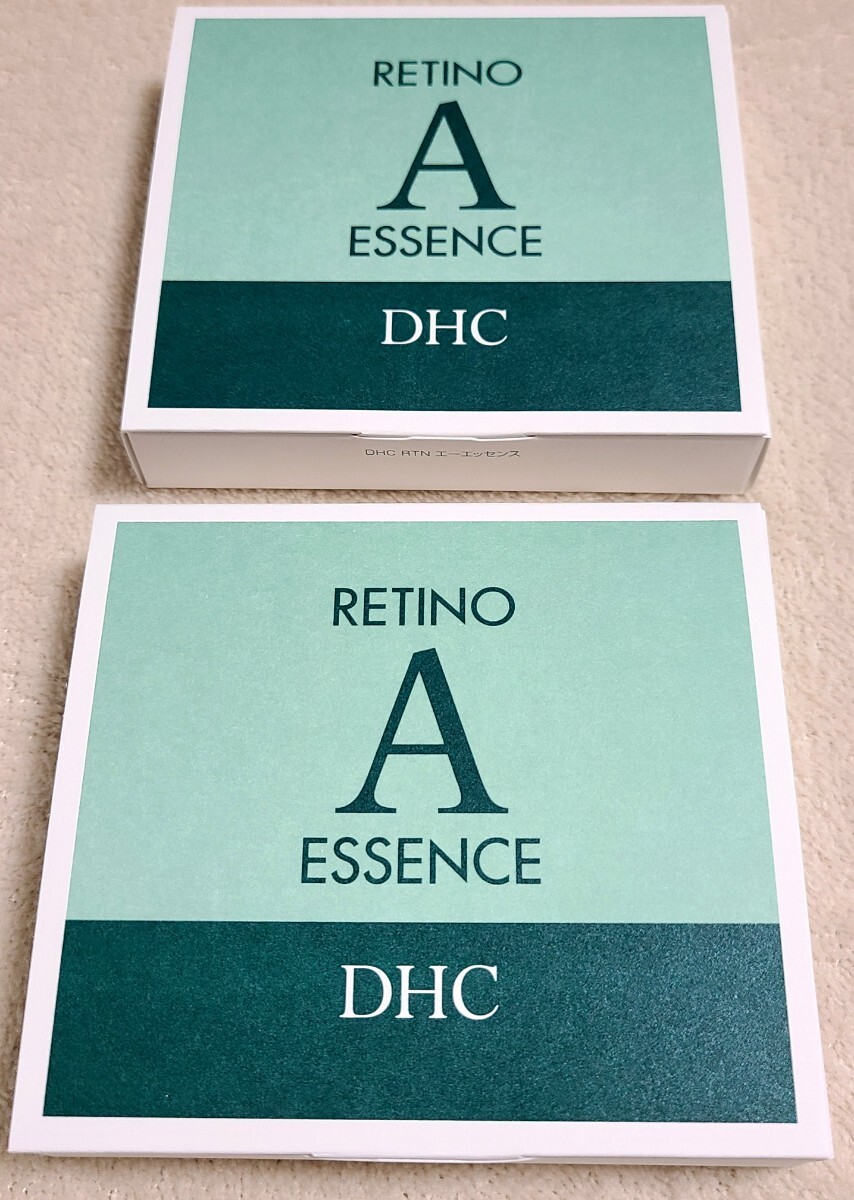 RETINO
A
ESSENCE
DHC
DHC RTN エーエッセンス
RETINO
A
ESSENCE
DHC